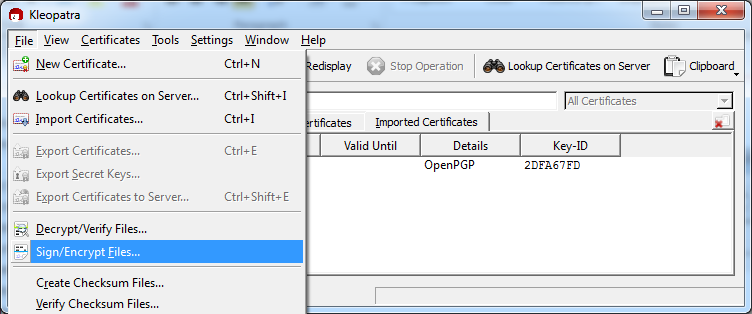 Kleopatra
File View Certificates Tools Settings Window Help
New Certificate... Ctrl+N
Redisplay Stop Operation Lookup Certificates on Server Clipboard
Lookup Certificates on Server... Ctrl+Shift+I
All Certificates
Import Certificates... Ctrl+I
Imported Certificates
Export Certificates... Ctrl+E
Valid Until Details Key-ID
Export Secret Keys...
OpenPGP 2DFA67FD
Export Certificates to Server... Ctrl+Shift+E
Decrypt/Verify Files...
Sign/Encrypt Files...
Create Checksum Files...
Verify Checksum Files...